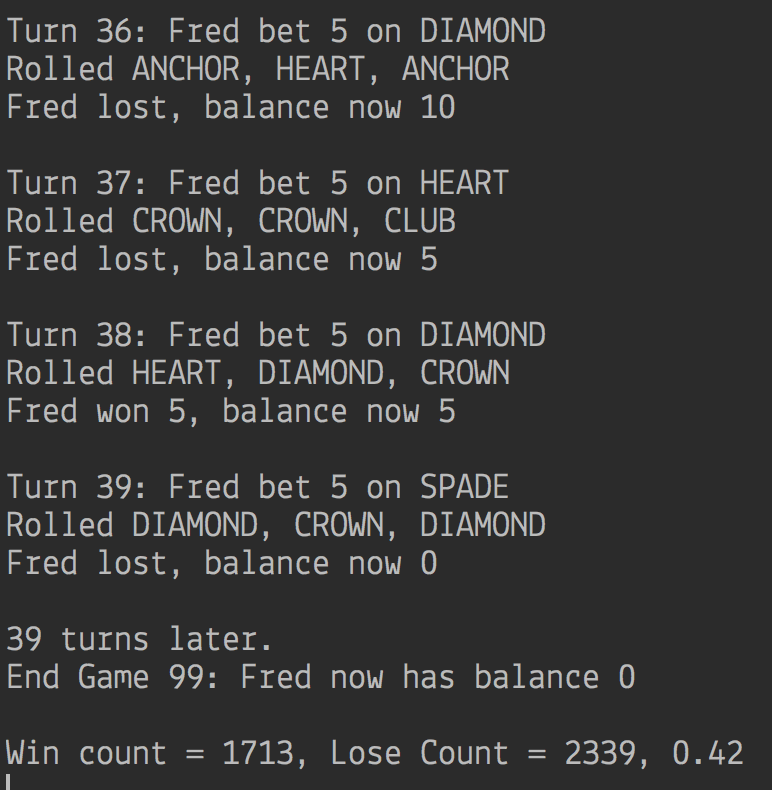 Turn 36: Fred bet 5 on DIAMOND
Rolled ANCHOR, HEART, ANCHOR
Fred lost, balance now 10
Turn 37: Fred bet 5 on HEART
Rolled CROWN, CROWN, CLUB
Fred lost, balance now 5
Turn 38: Fred bet 5 on DIAMOND
Rolled HEART, DIAMOND, CROWN
Fred won 5, balance now 5
Turn 39: Fred bet 5 on SPADE
Rolled DIAMOND, CROWN, DIAMOND
Fred lost, balance now 0
39 turns later.
End Game 99: Fred now has balance 0
Win count = 1713, Lose Count = 2339, 0.42